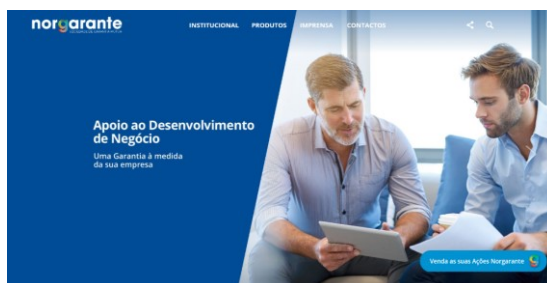 norgarante
INSTITUCIONAL PRODUTOS IMPRENSA CONTACTOS
Apoio ao Desenvolvimento
de Negócio
Uma Garantia à medida
da sua empresa
Venda as suas Ações Norgarante